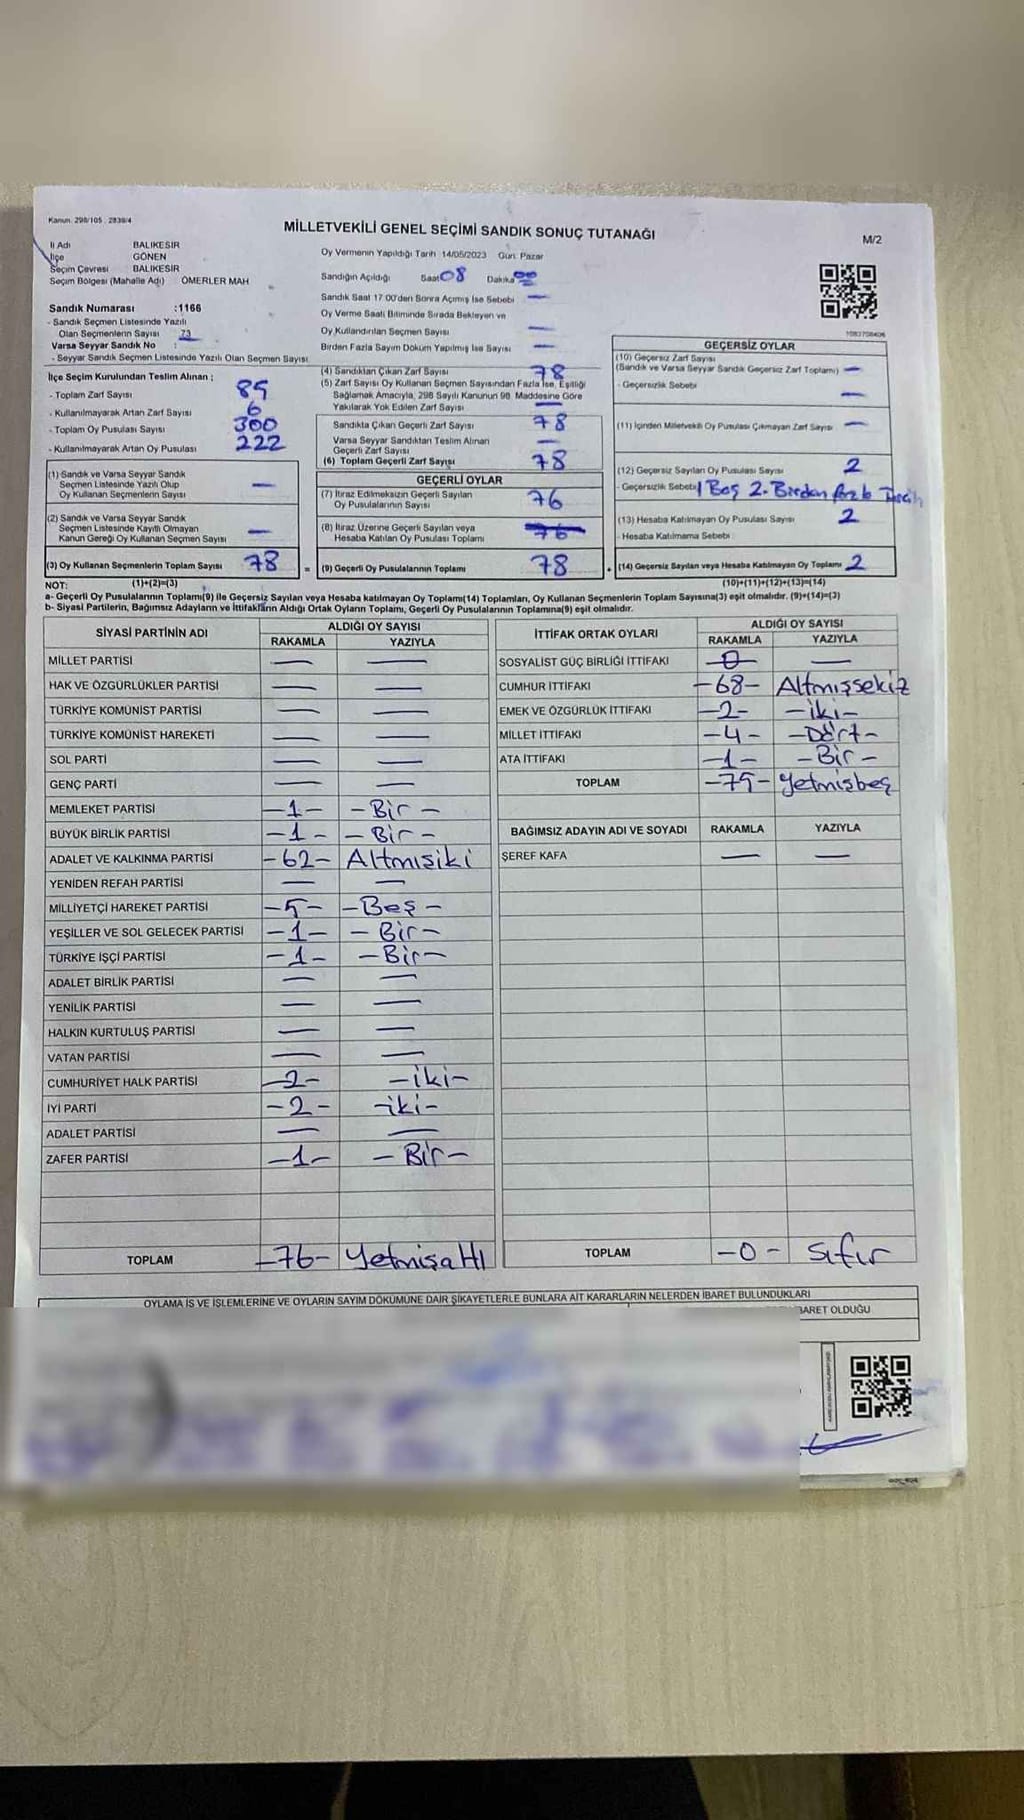 Kanun. 298/105 , 2839/4
MİLLETVEKİLİ GENEL SEÇİMİ SANDIK SONUÇ TUTANAĞI
M/2
İl Adı BALIKESİR
İlçe GÖNEN
Seçim Çevresi BALIKESİR
Seçim Bölgesi (Mahalle Adı) ÖMERLER MAH
Sandık Numarası :1166
- Sandık Seçmen Listesinde Yazılı
Olan Seçmenlerin Sayısı 73
Varsa Seyyar Sandık No :
- Seyyar Sandık Seçmen Listesinde Yazılı Olan Seçmen Sayısı
Oy Vermenin Yapıldığı Tarih 14/05/2023 Gün: Pazar
Sandığın Açıldığı Saat 08 Dakika 00
Sandık Saat 17 00'den Sonra Açılmış İse Sebebi —
Oy Verme Saati Bitiminde Sırada Bekleyen ve
Oy Kullandırılan Seçmen Sayısı —
Birden Fazla Sayım Döküm Yapılmış İse Sayısı —
İlçe Seçim Kurulundan Teslim Alınan ;
- Toplam Zarf Sayısı 85
- Kullanılmayarak Artan Zarf Sayısı 6
- Toplam Oy Pusulası Sayısı 300
- Kullanılmayarak Artan Oy Pusulası 222
(1) Sandık ve Varsa Seyyar Sandık
Seçmen Listesinde Yazılı Olup
Oy Kullanan Seçmenlerin Sayısı —
(2) Sandık ve Varsa Seyyar Sandık
Seçmen Listesinde Kayıtlı Olmayan
Kanun Gereği Oy Kullanan Seçmen Sayısı —
(3) Oy Kullanan Seçmenlerin Toplam Sayısı 78 =
(4) Sandıktan Çıkan Zarf Sayısı 78
(5) Zarf Sayısı Oy Kullanan Seçmen Sayısından Fazla İse, Eşitliği
Sağlamak Amacıyla, 298 Sayılı Kanunun 98. Maddesine Göre
Yakılarak Yok Edilen Zarf Sayısı —
Sandıkta Çıkan Geçerli Zarf Sayısı 78
Varsa Seyyar Sandıktan Teslim Alınan
Geçerli Zarf Sayısı —
(6) Toplam Geçerli Zarf Sayısı 78
GEÇERLİ OYLAR
(7) İtiraz Edilmeksizin Geçerli Sayılan
Oy Pusulalarının Sayısı 76
(8) İtiraz Üzerine Geçerli Sayılan veya
Hesaba Katılan Oy Pusulası Toplamı 76
(9) Geçerli Oy Pusulalarının Toplamı 78 +
1083708406
GEÇERSİZ OYLAR
(10) Geçersiz Zarf Sayısı
(Sandık ve Varsa Seyyar Sandık Geçersiz Zarf Toplamı) —
- Geçersizlik Sebebi —
(11) İçinden Milletvekili Oy Pusulası Çıkmayan Zarf Sayısı —
(12) Geçersiz Sayılan Oy Pusulası Sayısı 2
- Geçersizlik Sebebi 1 Boş 2. Birden
(13) Hesaba Katılmayan Oy Pusulası Sayısı 2
- Hesaba Katılmama Sebebi
(14) Geçersiz Sayılan veya Hesaba Katılmayan Oy Toplamı 2
NOT: (1)+(2)=(3) (10)+(11)+(12)+(13)=(14)
a- Geçerli Oy Pusulalarının Toplamı(9) ile Geçersiz Sayılan veya Hesaba Katılmayan Oy Toplamı(14) Toplamları, Oy Kullanan Seçmenlerin Toplam Sayısına(3) eşit olmalıdır. (9)+(14)=(3)
b- Siyasi Partilerin, Bağımsız Adayların ve İttifakların Aldığı Ortak Oyların Toplamı, Geçerli Oy Pusulalarının Toplamına(9) eşit olmalıdır.
SİYASİ PARTİNİN ADI ALDIĞI OY SAYISI
RAKAMLA YAZIYLA
MİLLET PARTİSİ — —
HAK VE ÖZGÜRLÜKLER PARTİSİ — —
TÜRKİYE KOMÜNİST PARTİSİ — —
TÜRKİYE KOMÜNİST HAREKETİ — —
SOL PARTİ — —
GENÇ PARTİ — —
MEMLEKET PARTİSİ -1- -Bir-
BÜYÜK BİRLİK PARTİSİ -1- -Bir-
ADALET VE KALKINMA PARTİSİ -62- Altmışiki
YENİDEN REFAH PARTİSİ — —
MİLLİYETÇİ HAREKET PARTİSİ -5- -Beş-
YEŞİLLER VE SOL GELECEK PARTİSİ -1- -Bir-
TÜRKİYE İŞÇİ PARTİSİ -1- -Bir-
ADALET BİRLİK PARTİSİ — —
YENİLİK PARTİSİ — —
HALKIN KURTULUŞ PARTİSİ — —
VATAN PARTİSİ — —
CUMHURİYET HALK PARTİSİ -2- -iki-
İYİ PARTİ -2- -iki-
ADALET PARTİSİ — —
ZAFER PARTİSİ -1- -Bir-
TOPLAM -76- Yetmişaltı
İTTİFAK ORTAK OYLARI ALDIĞI OY SAYISI
RAKAMLA YAZIYLA
SOSYALİST GÜÇ BİRLİĞİ İTTİFAKI 0 —
CUMHUR İTTİFAKI -68- Altmışsekiz
EMEK VE ÖZGÜRLÜK İTTİFAKI -2- -iki-
MİLLET İTTİFAKI -4- -Dört-
ATA İTTİFAKI -1- -Bir-
TOPLAM -75- Yetmişbeş
BAĞIMSIZ ADAYIN ADI VE SOYADI RAKAMLA YAZIYLA
ŞEREF KAFA — —
TOPLAM -0- Sıfır
OYLAMA İŞ VE İŞLEMLERİNE VE OYLARIN SAYIM DÖKÜMÜNE DAİR ŞİKAYETLERLE BUNLARA AİT KARARLARIN NELERDEN İBARET BULUNDUKLARI
BARET OLDUĞU